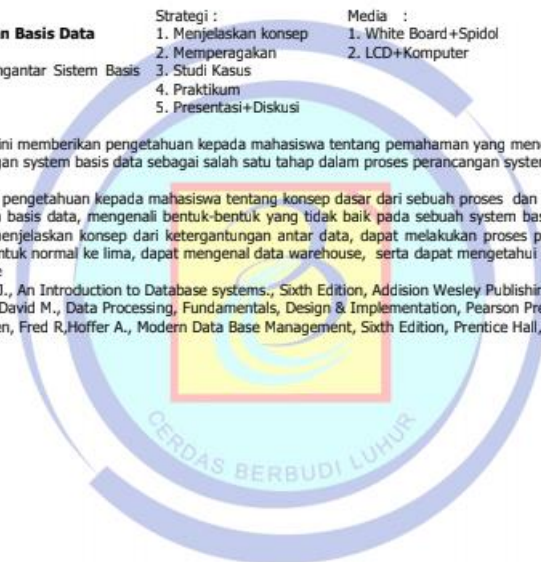 Strategi : Media :
n Basis Data 1. Menjelaskan konsep 1. White Board+Spidol
2. Memperagakan 2. LCD+Komputer
ngantar Sistem Basis 3. Studi Kasus
4. Praktikum
5. Presentasi+Diskusi
ini memberikan pengetahuan kepada mahasiswa tentang pemahaman yang men
gan system basis data sebagai salah satu tahap dalam proses perancangan syste
pengetahuan kepada mahasiswa tentang konsep dasar dari sebuah proses dan
basis data, mengenali bentuk-bentuk yang tidak baik pada sebuah system bas
enjelaskan konsep dari ketergantungan antar data, dapat melakukan proses p
ntuk normal ke lima, dapat mengenal data warehouse, serta dapat mengetahui
e
J., An Introduction to Database systems., Sixth Edition, Addision Wesley Publishin
David M., Data Processing, Fundamentals, Design & Implementation, Pearson Pre
en, Fred R,Hoffer A., Modern Data Base Management, Sixth Edition, Prentice Hall,
CERDAS BERBUDI LUHUR